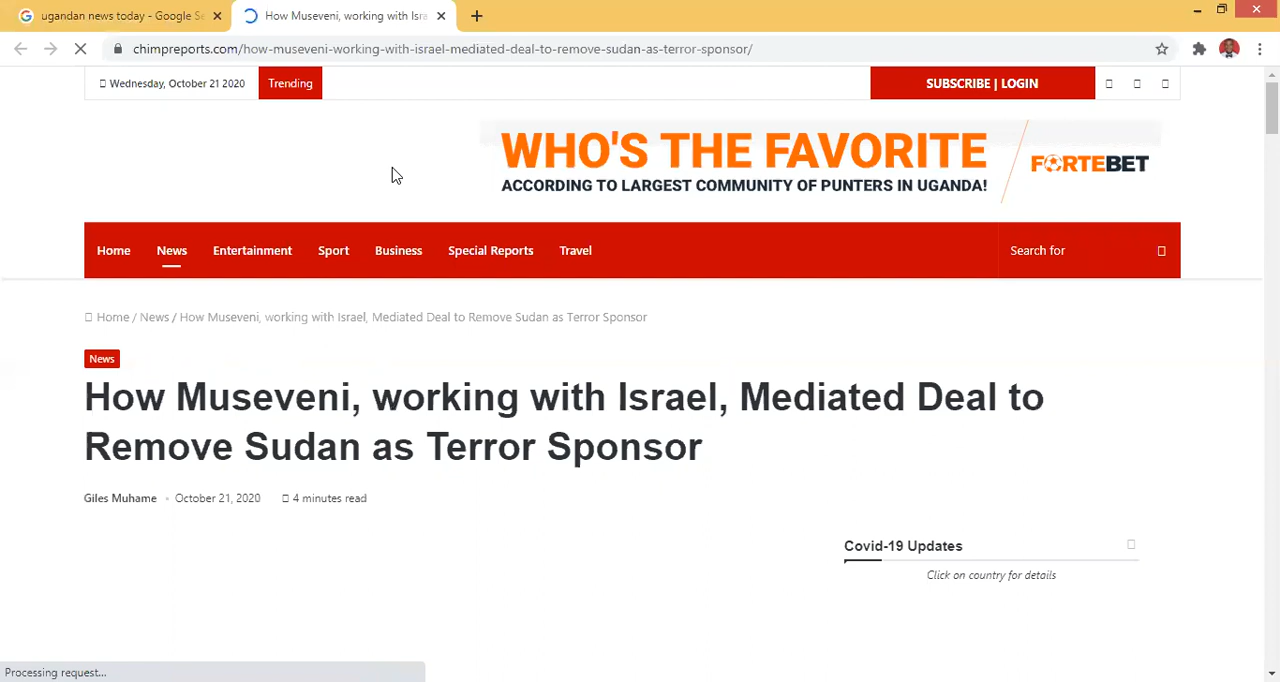 ugandan news today - Google Se
How Museveni, working with Isra
chimpreports.com/how-museveni-working-with-israel-mediated-deal-to-remove-sudan-as-terror-sponsor/
Wednesday, October 21 2020
Trending
SUBSCRIBE | LOGIN
WHO'S THE FAVORITE
ACCORDING TO LARGEST COMMUNITY OF PUNTERS IN UGANDA!
FORTEBET
Home News Entertainment Sport Business Special Reports Travel Search for
Home / News / How Museveni, working with Israel, Mediated Deal to Remove Sudan as Terror Sponsor
News
How Museveni, working with Israel, Mediated Deal to
Remove Sudan as Terror Sponsor
Giles Muhame • October 21, 2020 4 minutes read
Covid-19 Updates
Click on country for details
Processing request...